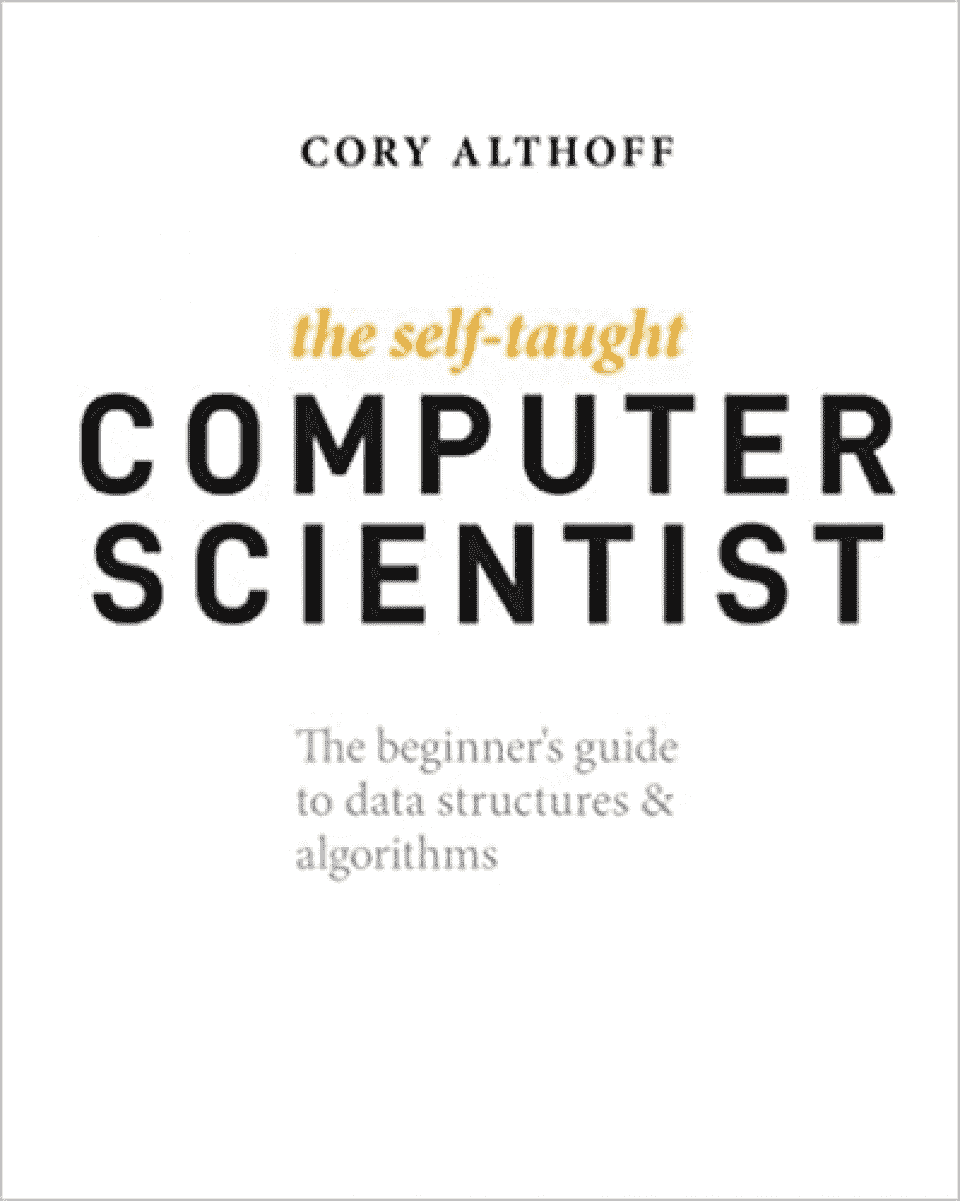 CORY ALTHOFF
the self-taught
COMPUTER
SCIENTIST
The beginner's guide
to data structures &
algorithms